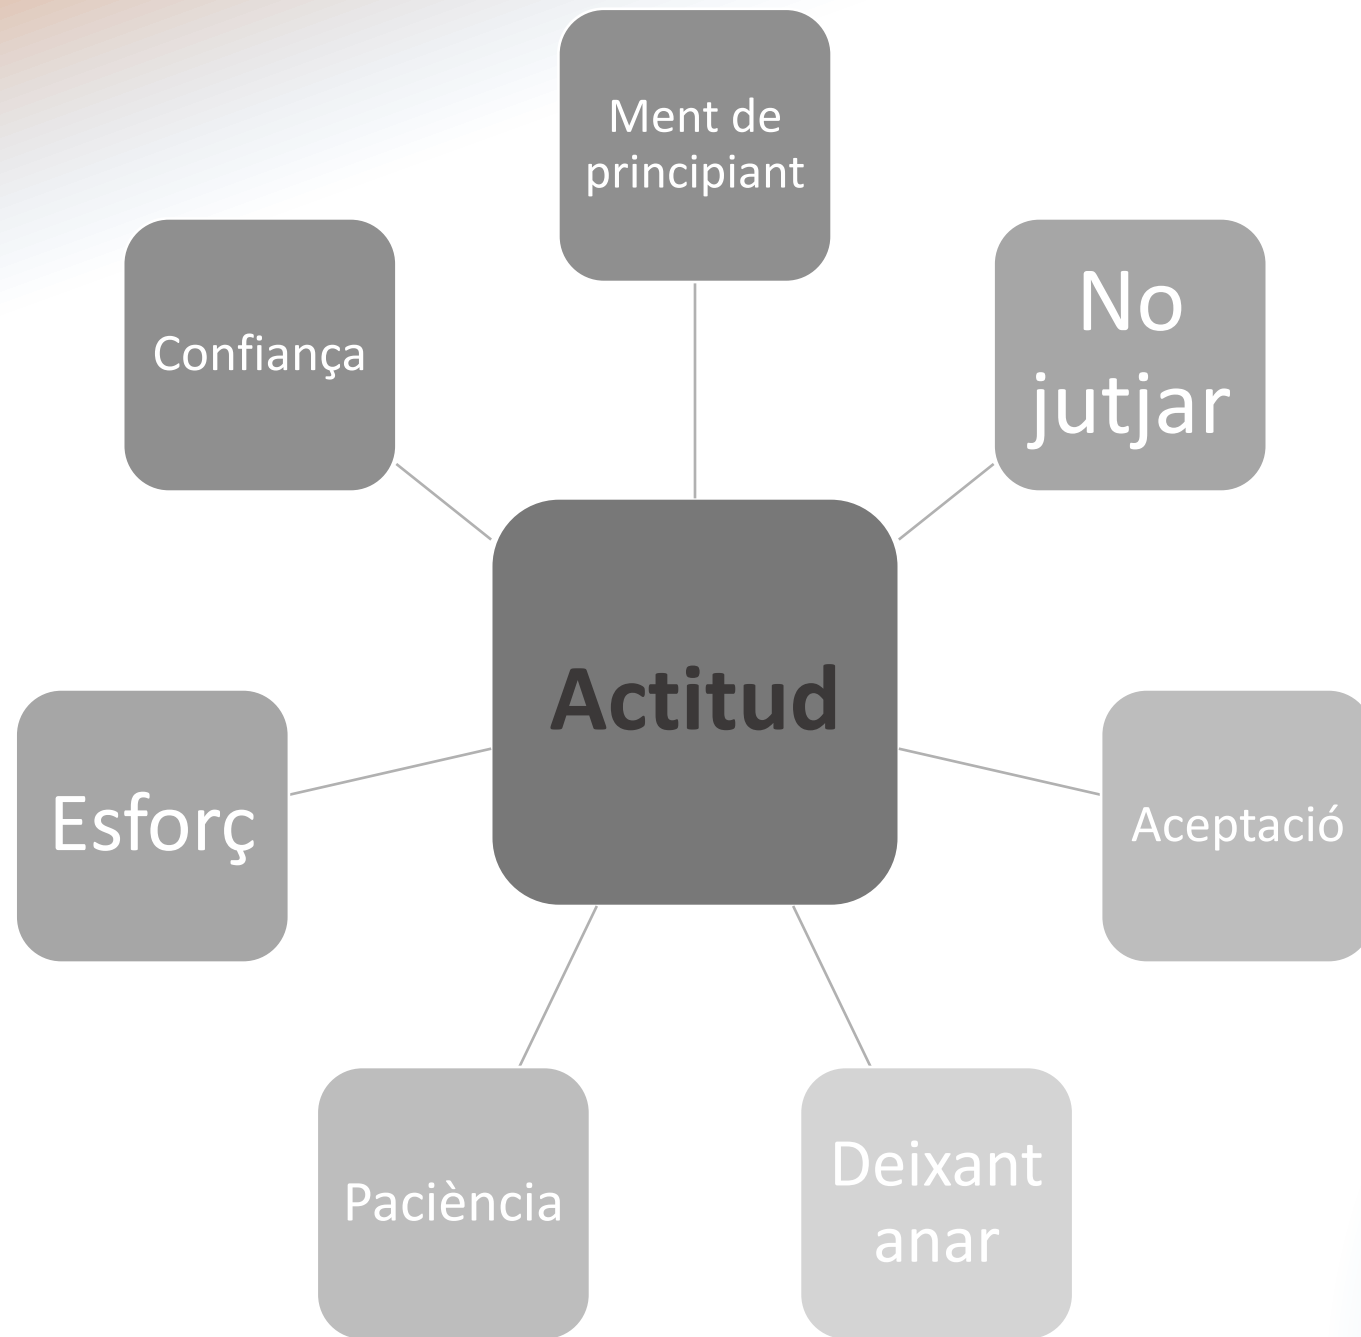 Ment de
principiant
No
jutjar
Confiança
Actitud
Esforç
Aceptació
Paciència
Deixant
anar